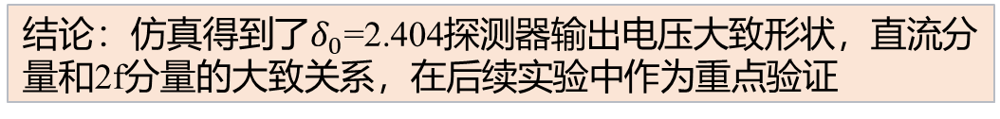 结论：仿真得到了δ₀=2.404探测器输出电压大致形状，直流分
量和2f分量的大致关系，在后续实验中作为重点验证